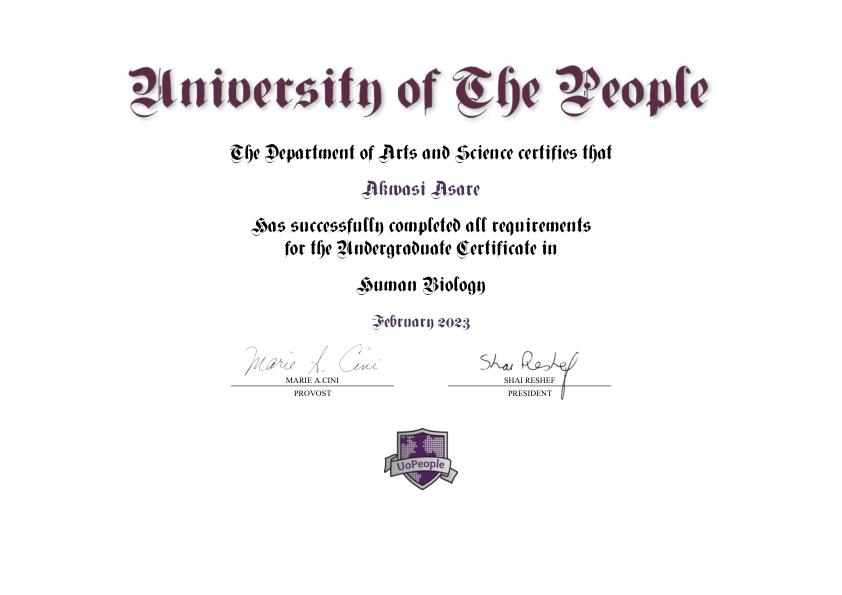 University of The People
The Department of Arts and Science certifies that
Akwasi Asare
Has successfully completed all requirements
for the Undergraduate Certificate in
Human Biology
February 2023
Marie A. Cini
Shai Reshef
MARIE A.CINI
SHAI RESHEF
PROVOST
PRESIDENT
UoPeople